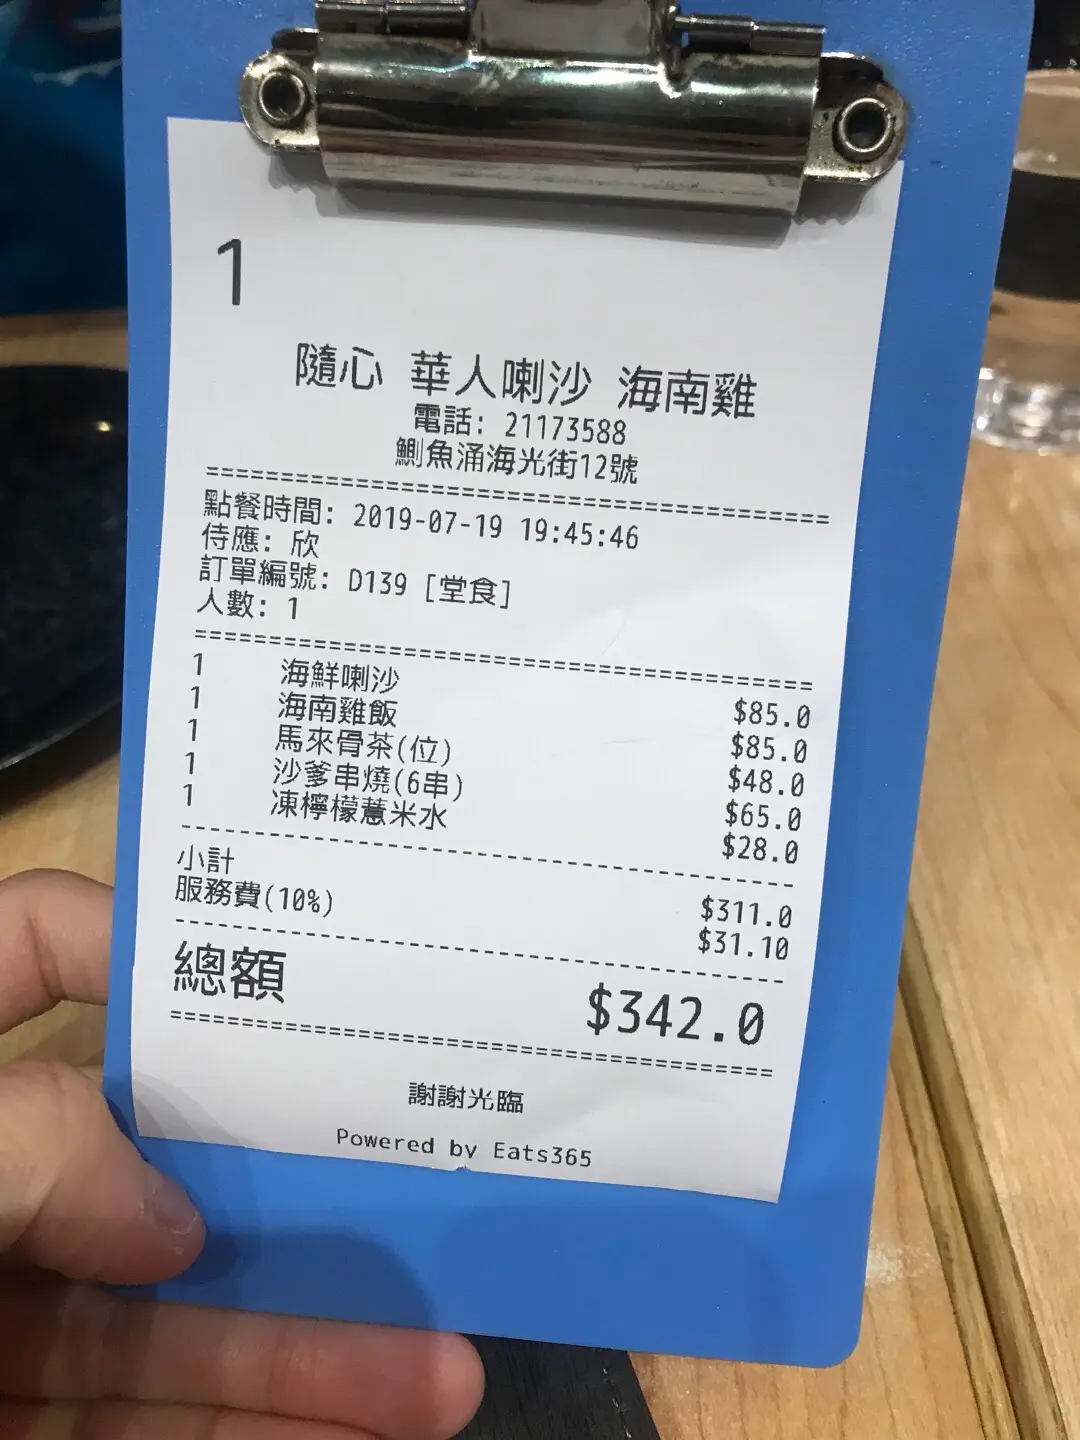 1
隨心 華人喇沙 海南雞
電話: 21173588
鰂魚涌海光街12號
==========================================
點餐時間: 2019-07-19 19:45:46
侍應: 欣
訂單編號: D139 [堂食]
人數: 1
==========================================
1 海鮮喇沙 $85.0
1 海南雞飯 $85.0
1 馬來骨茶(位) $48.0
1 沙爹串燒(6串) $65.0
1 凍檸檬薏米水 $28.0
------------------------------------------
小計 $311.0
服務費(10%) $31.10
------------------------------------------
總額 $342.0
==========================================
謝謝光臨
Powered by Eats365